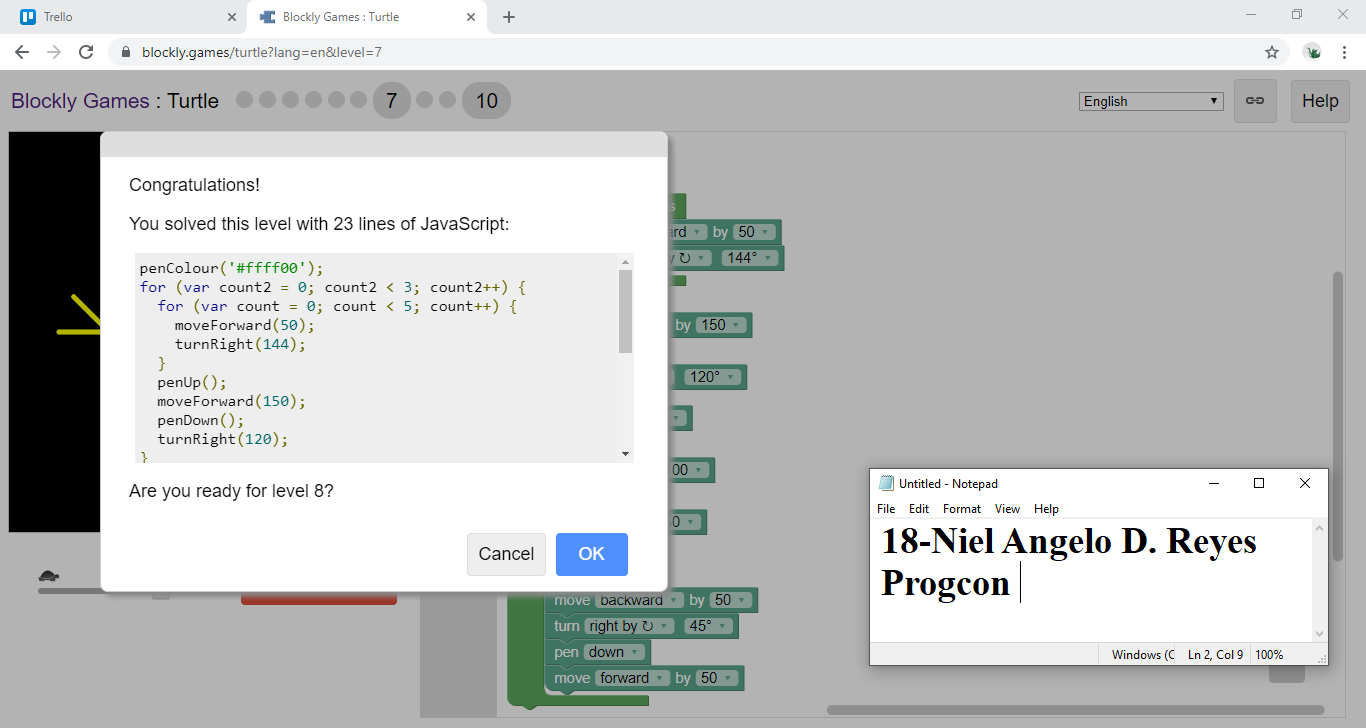 Trello
Blockly Games : Turtle
blockly.games/turtle?lang=en&level=7
Blockly Games : Turtle
7
10
English
Help
Congratulations!
You solved this level with 23 lines of JavaScript:
penColour('#ffff00');
for (var count2 = 0; count2 < 3; count2++) {
  for (var count = 0; count < 5; count++) {
    moveForward(50);
    turnRight(144);
  }
  penUp();
  moveForward(150);
  penDown();
  turnRight(120);
}
Are you ready for level 8?
Cancel
OK
s
rd by 50
144°
by 150
120°
00
0
move backward by 50
turn right by ↻ 45°
pen down
move forward by 50
Untitled - Notepad
File Edit Format View Help
18-Niel Angelo D. Reyes
Progcon
Windows (C Ln 2, Col 9 100%